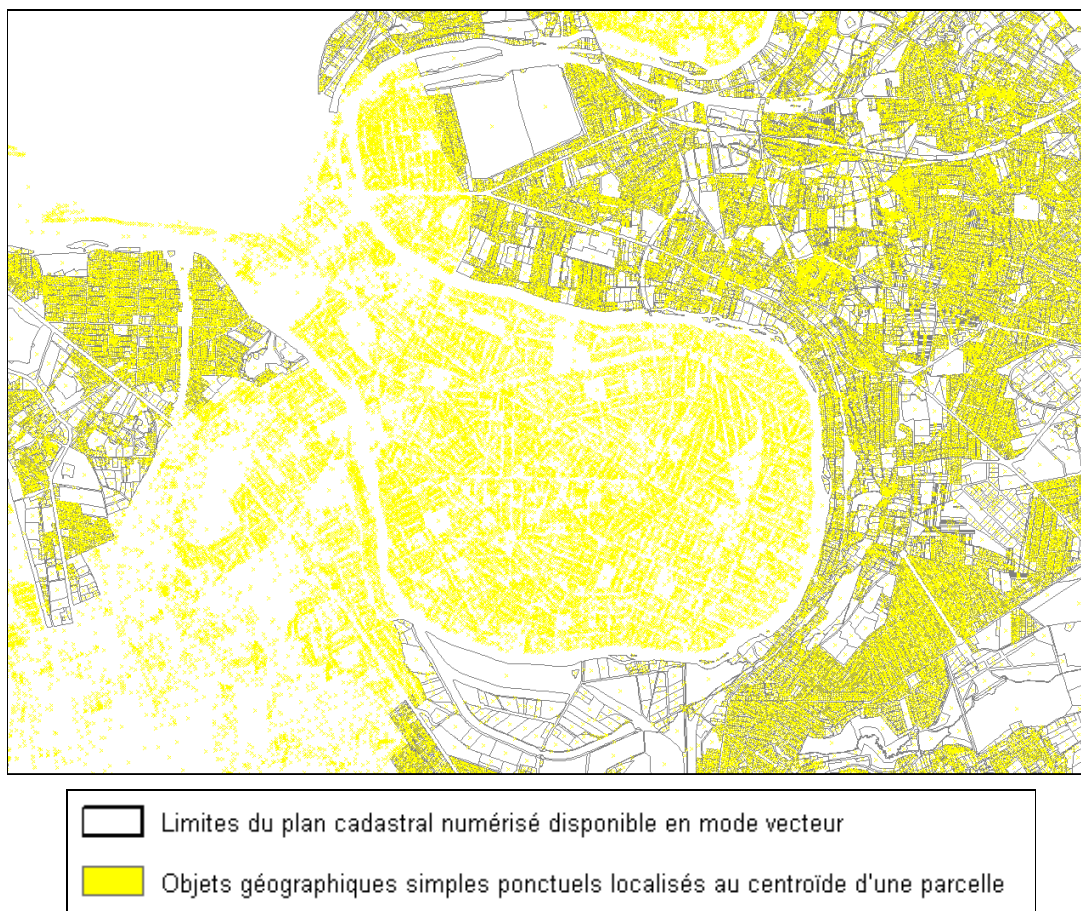 Limites du plan cadastral numérisé disponible en mode vecteur
Objets géographiques simples ponctuels localisés au centroïde d'une parcelle